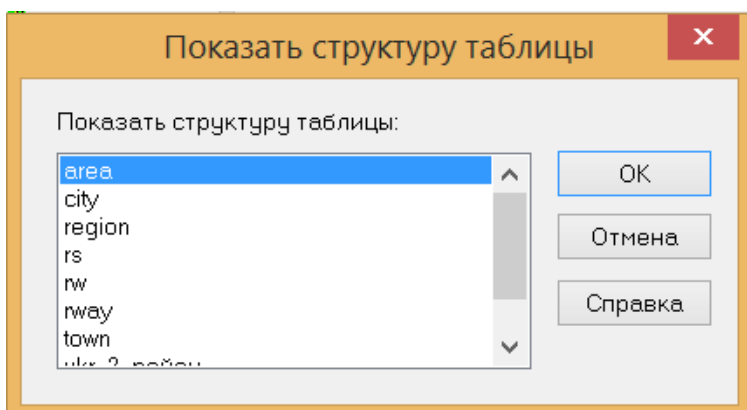 Показать структуру таблицы
Показать структуру таблицы:
area
city
region
rs
rw
rway
town
OK
Отмена
Справка